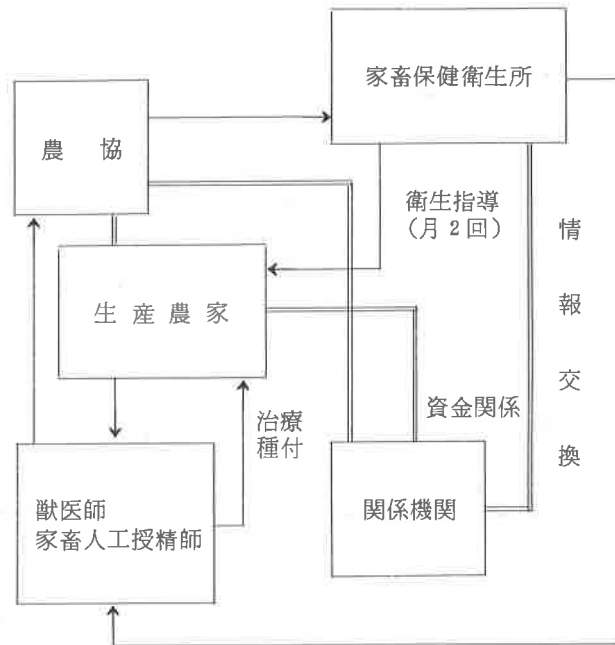 家畜保健衛生所
農協
衛生指導
（月2回）
情報交換
生産農家
治療
種付
資金関係
獣医師
家畜人工授精師
関係機関